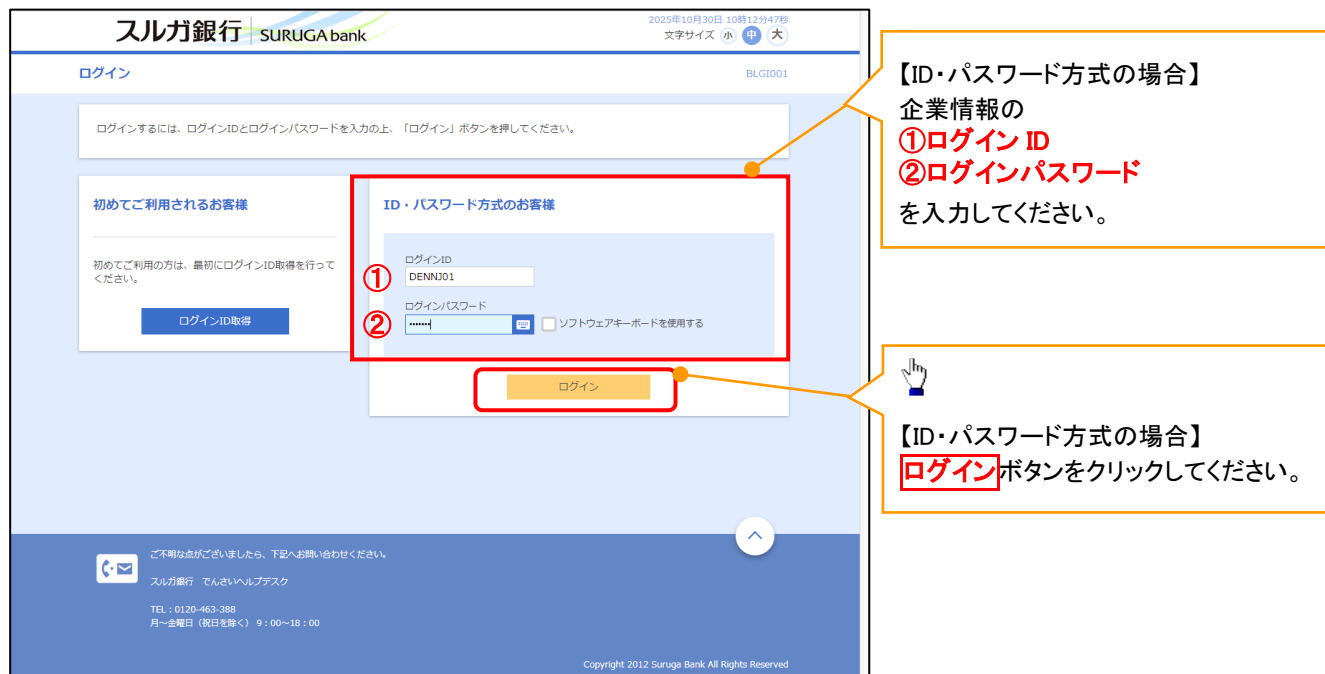 スルガ銀行 SURUGA bank
2025年10月30日 10時12分47秒
文字サイズ 小 中 大
ログイン
BLGI001
ログインするには、ログインIDとログインパスワードを入力の上、「ログイン」ボタンを押してください。
初めてご利用されるお客様
初めてご利用の方は、最初にログインID取得を行って
ください。
ログインID取得
ID・パスワード方式のお客様
ログインID
① DENNJ01
ログインパスワード
② ••••••• ソフトウェアキーボードを使用する
ログイン
ご不明な点がございましたら、下記へお問い合わせください。
スルガ銀行 でんさいヘルプデスク
TEL:0120-463-388
月~金曜日(祝日を除く) 9:00~18:00
Copyright 2012 Suruga Bank All Rights Reserved
【ID・パスワード方式の場合】
企業情報の
①ログイン ID
②ログインパスワード
を入力してください。
【ID・パスワード方式の場合】
ログインボタンをクリックしてください。